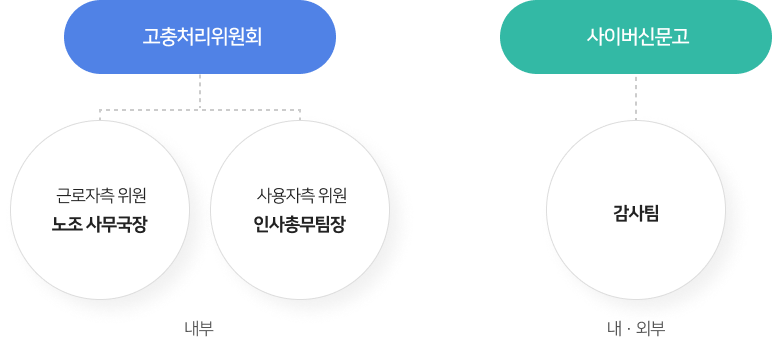 고충처리위원회
사이버신문고
근로자측 위원
노조 사무국장
사용자측 위원
인사총무팀장
감사팀
내부
내 · 외부